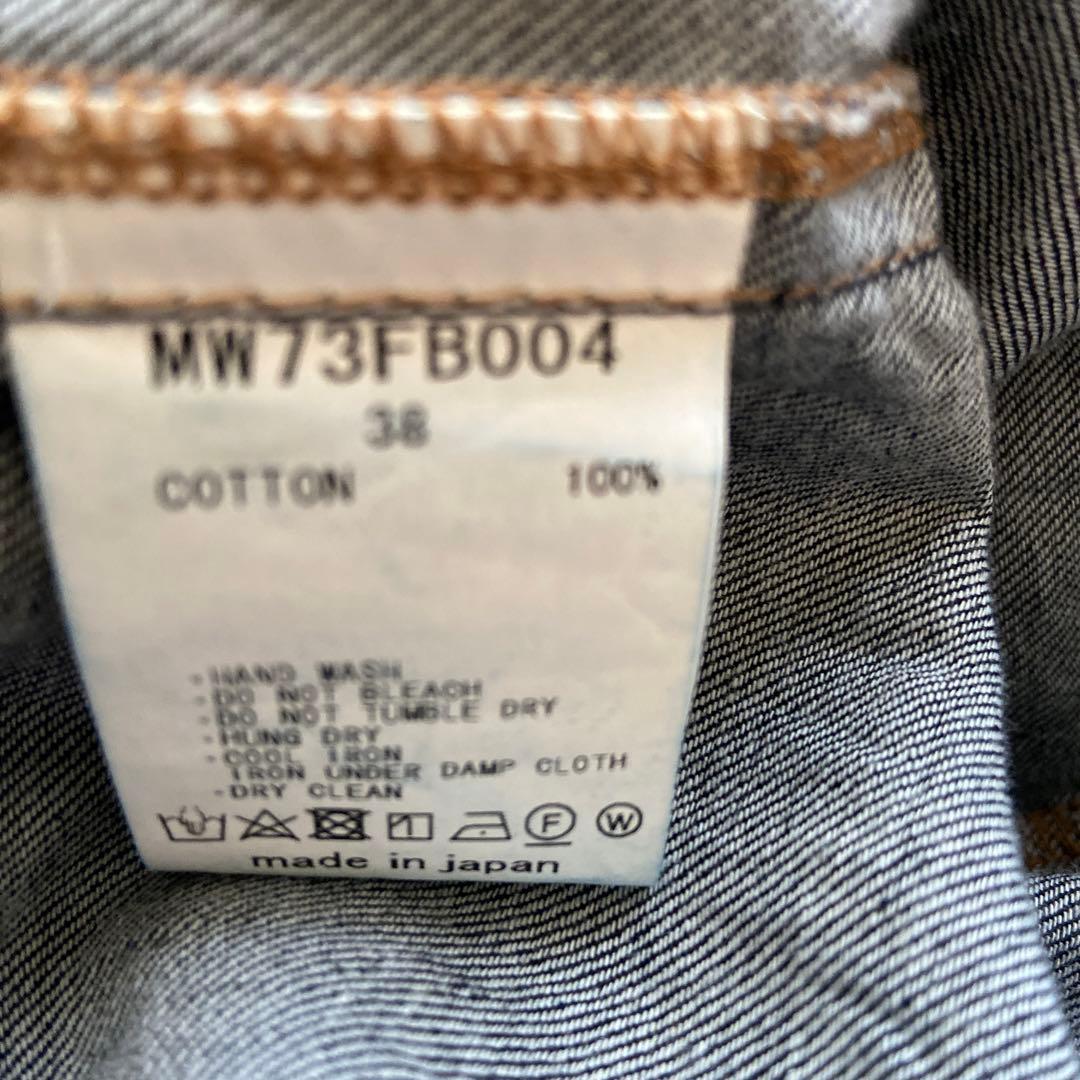 MW73FB004
38
COTTON 100%
·HAND WASH
·DO NOT BLEACH
·DO NOT TUMBLE DRY
·HUNG DRY
·COOL IRON
IRON UNDER DAMP CLOTH
·DRY CLEAN
F W
made in japan